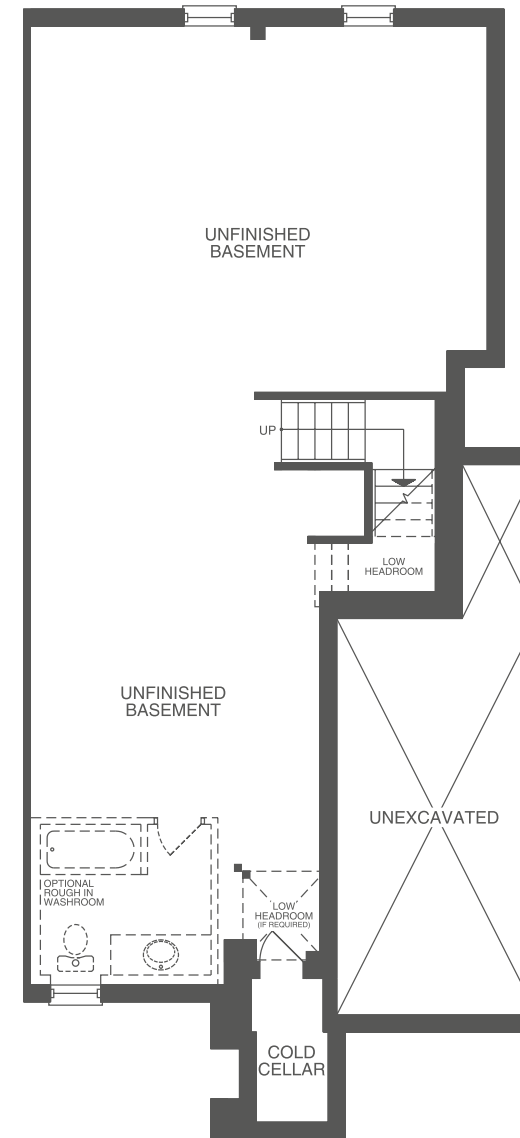 UNFINISHED
BASEMENT
UP
LOW
HEADROOM
UNFINISHED
BASEMENT
UNEXCAVATED
OPTIONAL
ROUGH IN
WASHROOM
LOW
HEADROOM
(IF REQUIRED)
COLD
CELLAR